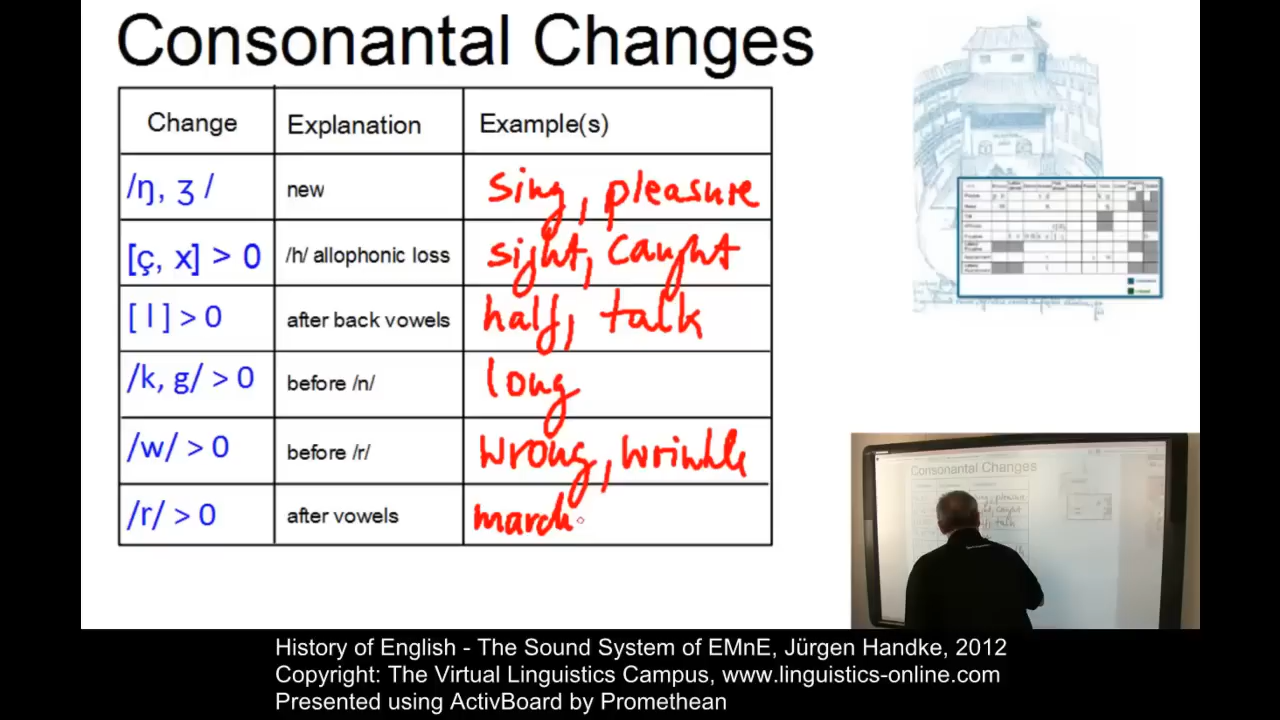 Consonantal Changes
Change Explanation Example(s)
/ŋ, ʒ / new sing, pleasure
[ç, x] > 0 /h/ allophonic loss sight, caught
[ l ] > 0 after back vowels half, talk
/k, g/ > 0 before /n/ long
/w/ > 0 before /r/ wrong, wrinkle
/r/ > 0 after vowels march
Consonantal Changes
History of English - The Sound System of EMnE, Jürgen Handke, 2012
Copyright: The Virtual Linguistics Campus, www.linguistics-online.com
Presented using ActivBoard by Promethean